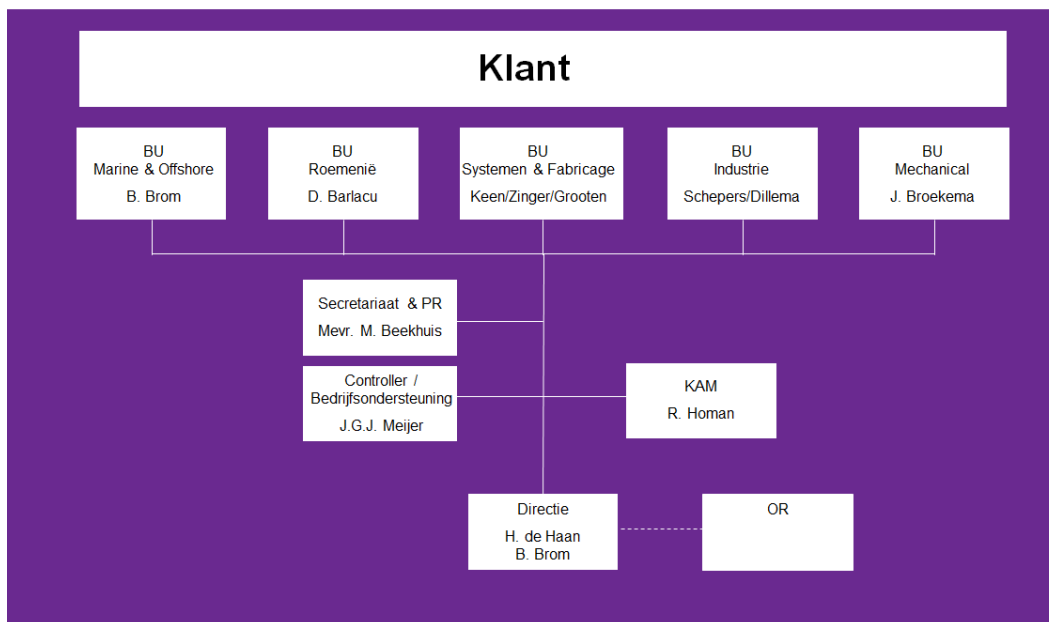 Klant
BU
Marine & Offshore
B. Brom
BU
Roemenië
D. Barlacu
BU
Systemen & Fabricage
Keen/Zinger/Grooten
BU
Industrie
Schepers/Dillema
BU
Mechanical
J. Broekema
Secretariaat & PR
Mevr. M. Beekhuis
Controller /
Bedrijfsondersteuning
J.G.J. Meijer
KAM
R. Homan
Directie
H. de Haan
B. Brom
OR